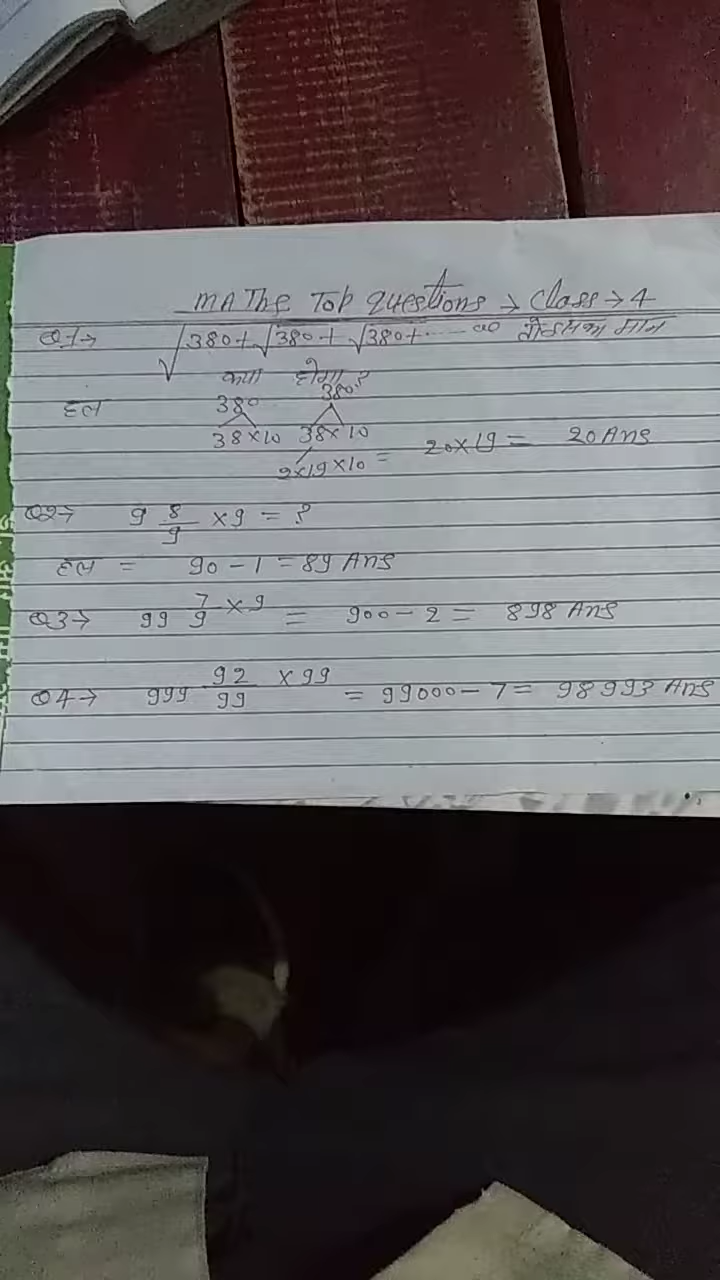 MAThs Top questions → Class → 4
Q1→ √380+√380+√380+.....∞ तो इसका मान
क्या होगा?
हल 380 380
38×10 38×10
2×19×10 = 20×19 = 20 Ans
Q2→ 9 8/9 ×9 = ?
हल = 90-1 = 89 Ans
Q3→ 99 7/9 ×9 = 900-2 = 898 Ans
Q4→ 999 92/99 ×99 = 99000-7 = 98993 Ans